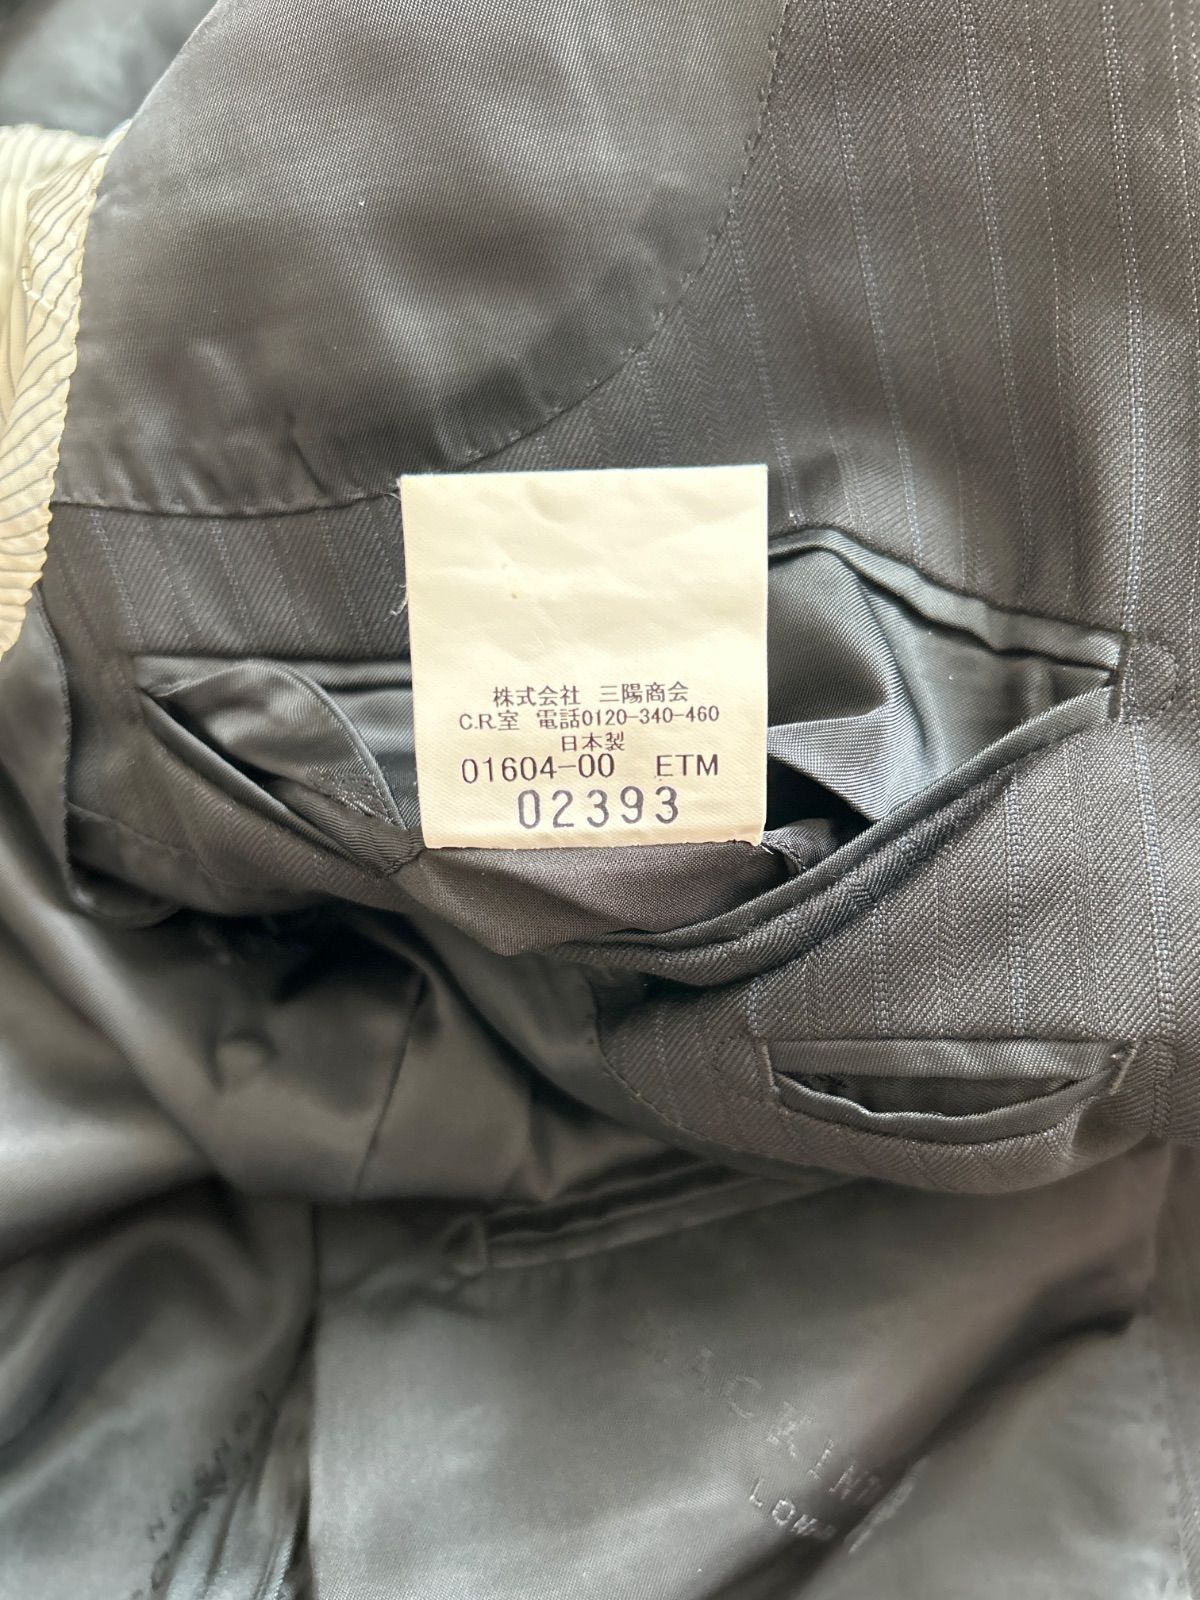 株式会社 三陽商会
C.R.室 電話0120-340-460
日本製
01604-00 ETM
02393